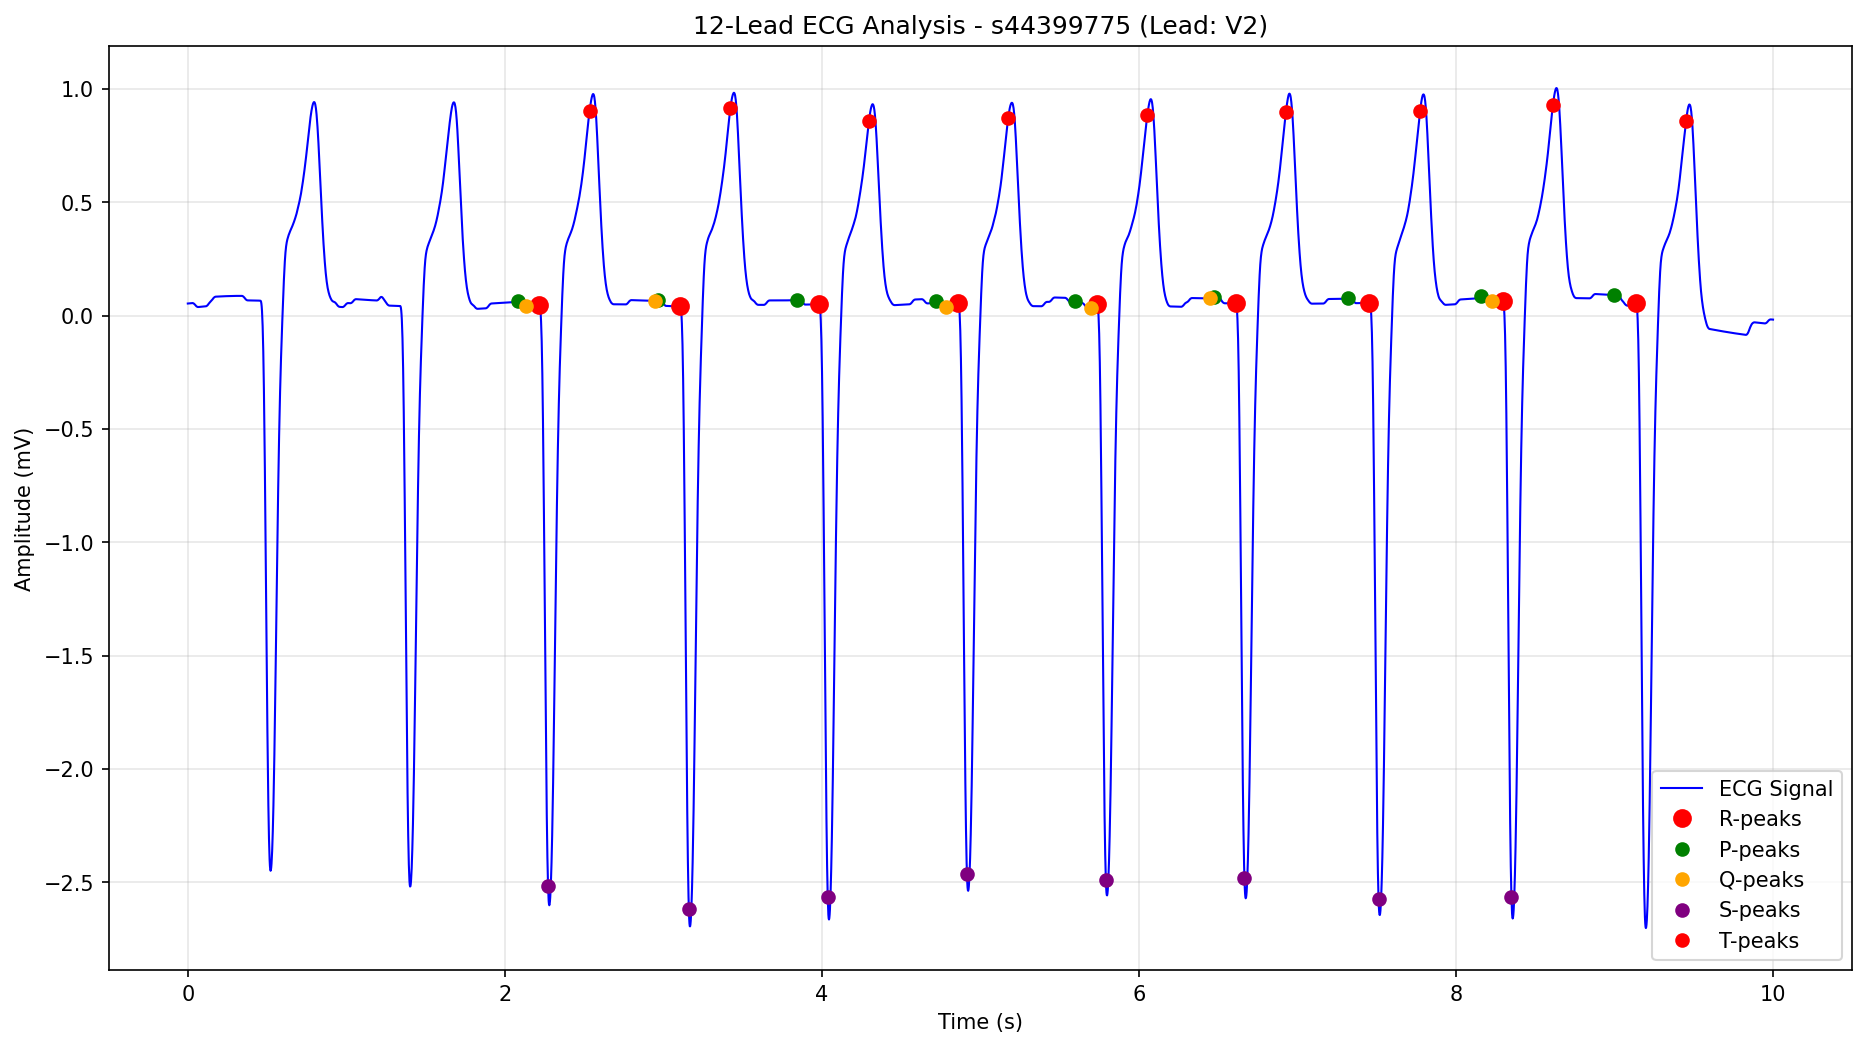 12-Lead ECG Analysis - s44399775 (Lead: V2)
1.0
0.5
0.0
−0.5
−1.0
−1.5
−2.0
−2.5
Amplitude (mV)
0
2
4
6
8
10
Time (s)
ECG Signal
R-peaks
P-peaks
Q-peaks
S-peaks
T-peaks